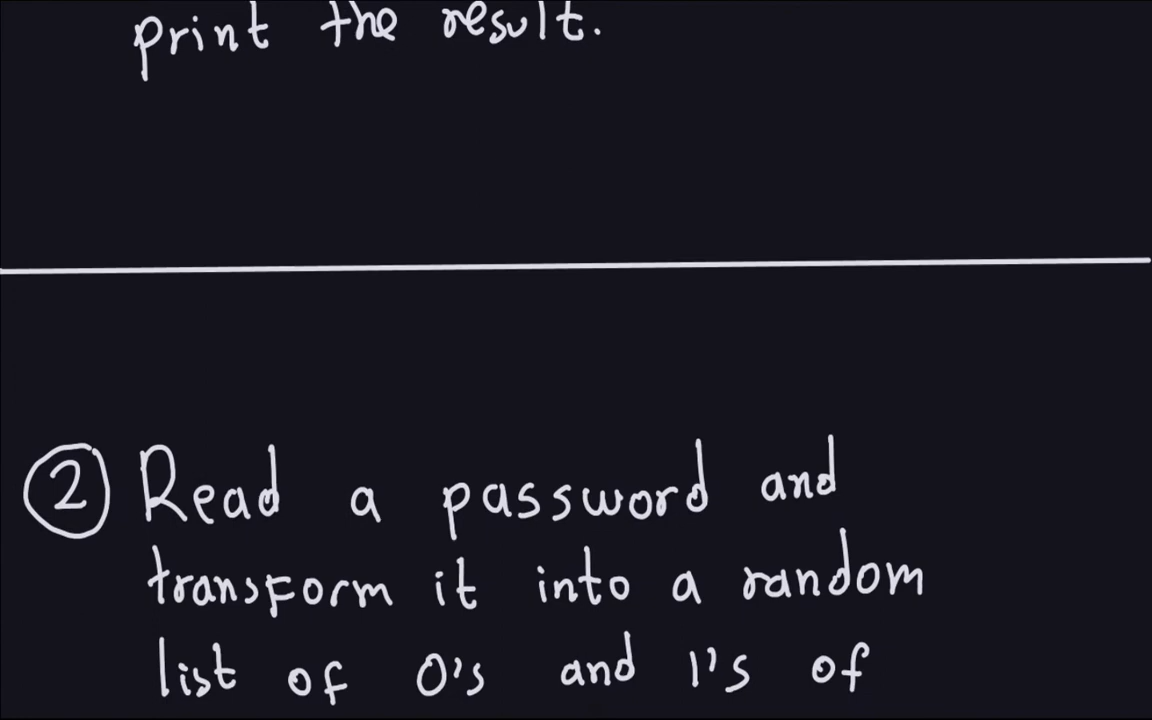 print the result.
② Read a password and
transform it into a random
list of 0's and 1's of